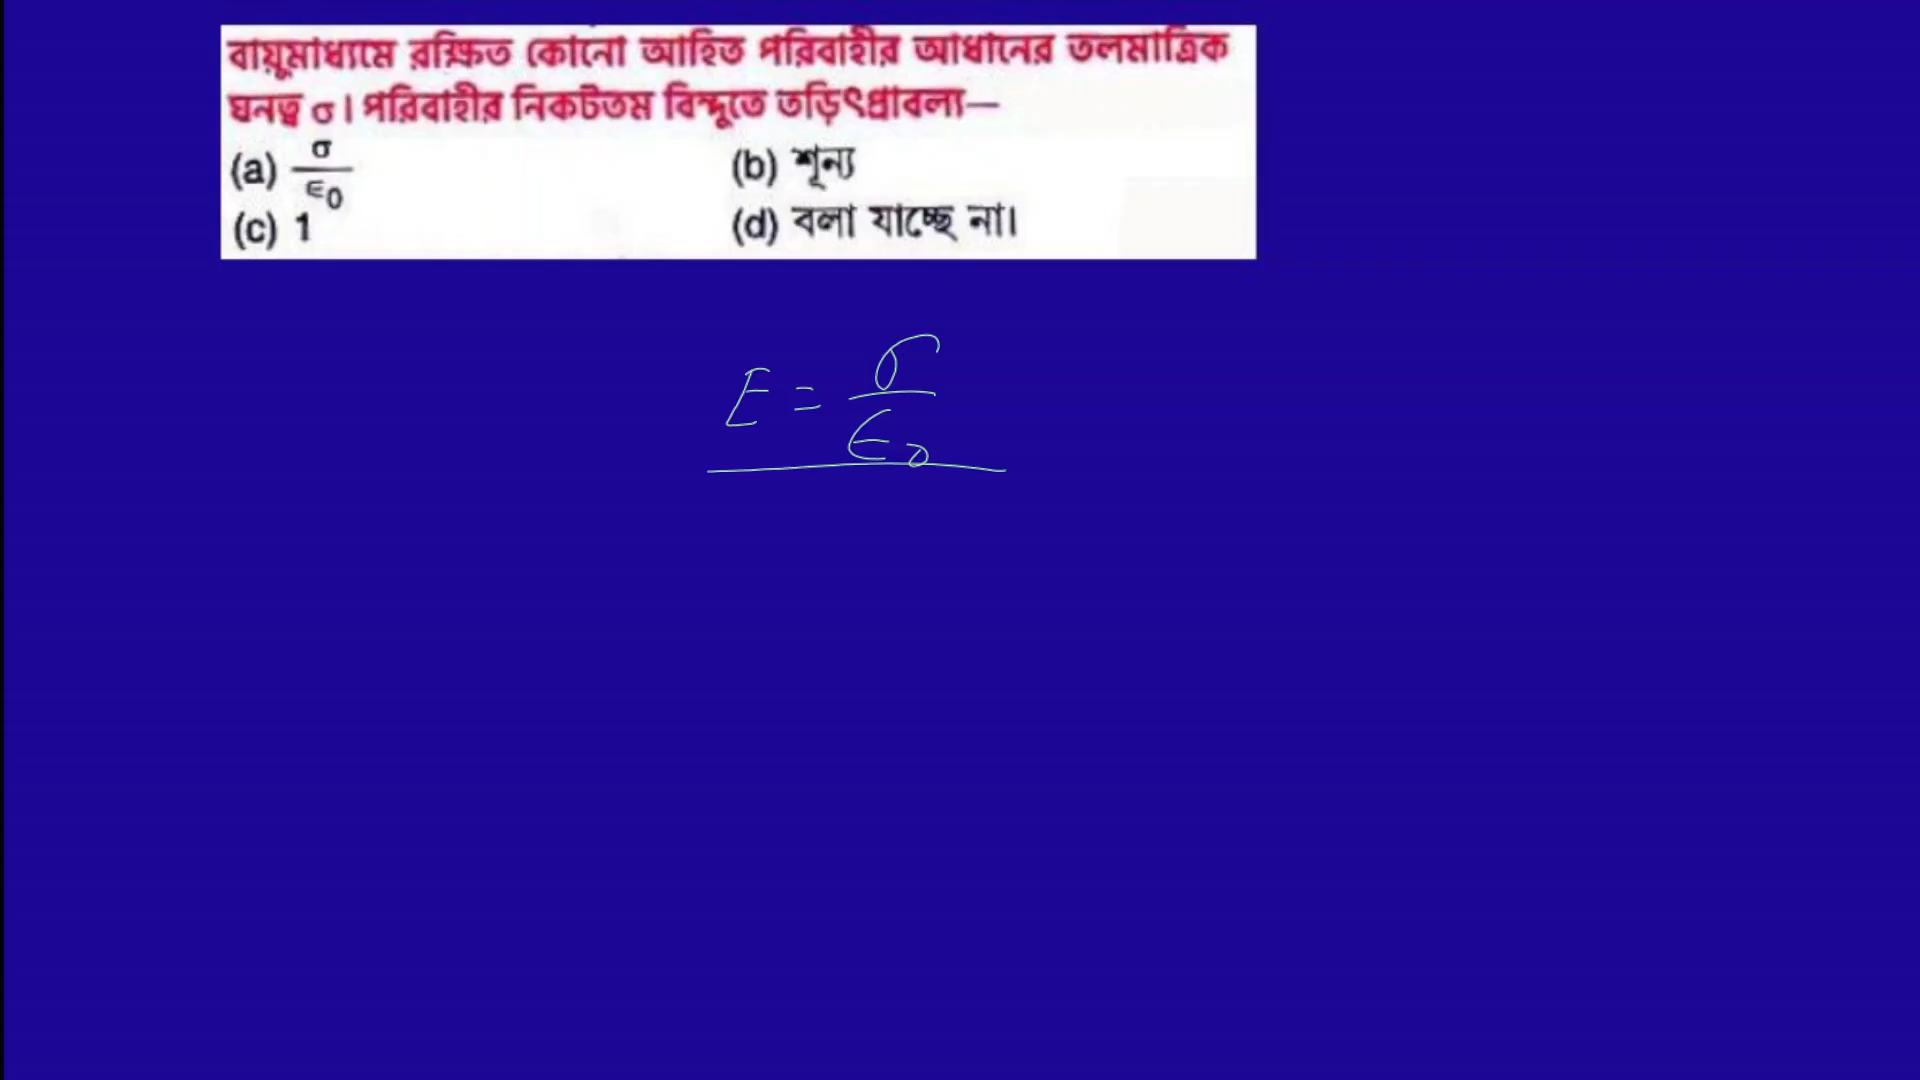 বায়ুমাধ্যমে রক্ষিত কোনো আহিত পরিবাহীর আধানের তলমাত্রিক
ঘনত্ব σ। পরিবাহীর নিকটতম বিন্দুতে তড়িৎপ্রাবল্য—
(a) σ/∈0 (b) শূন্য
(c) 1 (d) বলা যাচ্ছে না।
E = σ/∈0